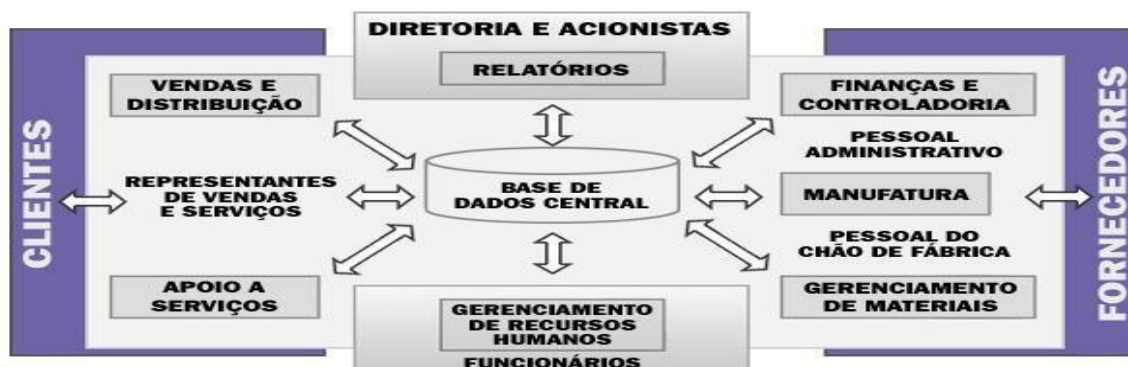 DIRETORIA E ACIONISTAS
RELATÓRIOS
CLIENTES
VENDAS E
DISTRIBUIÇÃO
REPRESENTANTES
DE VENDAS
E SERVIÇOS
APOIO A
SERVIÇOS
BASE DE
DADOS CENTRAL
GERENCIAMENTO
DE RECURSOS
HUMANOS
FUNCIONÁRIOS
FINANÇAS E
CONTROLADORIA
PESSOAL
ADMINISTRATIVO
MANUFATURA
PESSOAL DO
CHÃO DE FÁBRICA
GERENCIAMENTO
DE MATERIAIS
FORNECEDORES